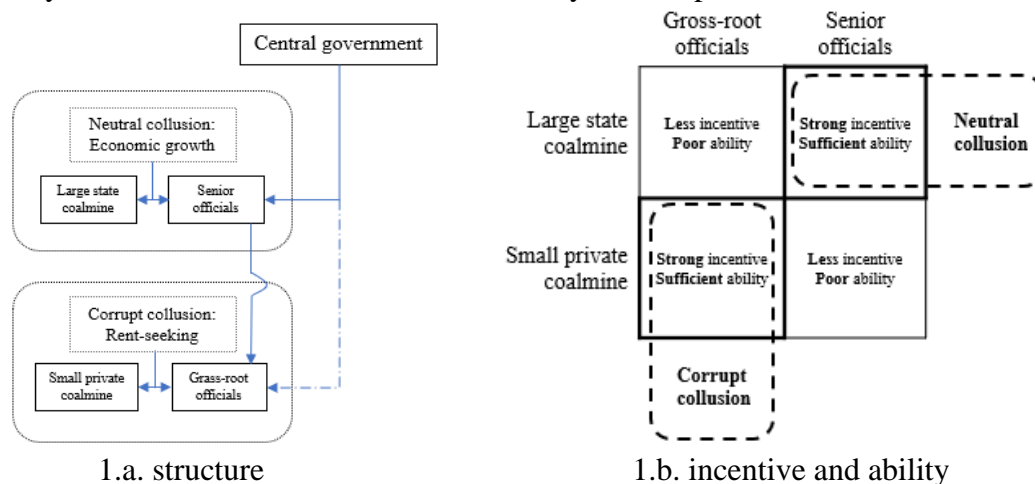 Central government
Neutral collusion:
Economic growth
Large state
coalmine
Senior
officials
Corrupt collusion:
Rent-seeking
Small private
coalmine
Grass-root
officials
1.a. structure
Gross-root
officials
Senior
officials
Large state
coalmine
Less incentive
Poor ability
Strong incentive
Sufficient ability
Neutral
collusion
Small private
coalmine
Strong incentive
Sufficient ability
Less incentive
Poor ability
Corrupt
collusion
1.b. incentive and ability